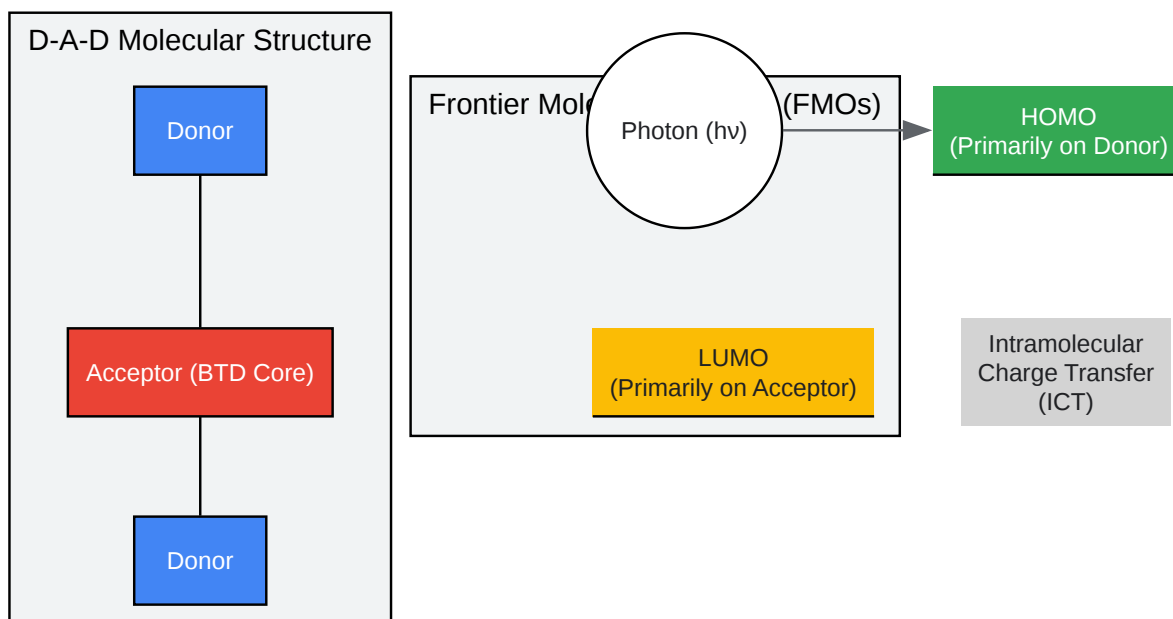 D-A-D Molecular Structure
Donor
Acceptor (BTD Core)
Donor
Frontier (FMOs)
Photon (hν)
HOMO
(Primarily on Donor)
LUMO
(Primarily on Acceptor)
Intramolecular
Charge Transfer
(ICT)